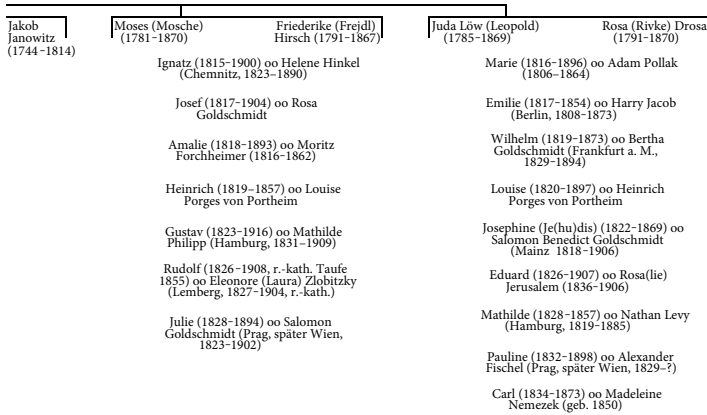 Jakob
Janowitz
(1744-1814)
Moses (Mosche)
(1781-1870)
Friederike (Frejdl)
Hirsch (1791-1867)
Ignatz (1815-1900) oo Helene Hinkel
(Chemnitz, 1823–1890)
Josef (1817-1904) oo Rosa
Goldschmidt
Amalie (1818-1893) oo Moritz
Forchheimer (1816-1862)
Heinrich (1819–1857) oo Louise
Porges von Portheim
Gustav (1823-1916) oo Mathilde
Philipp (Hamburg, 1831–1909)
Rudolf (1826-1908, r.-kath. Taufe
1855) oo Eleonore (Laura) Zlobitzky
(Lemberg, 1827-1904, r.-kath.)
Julie (1828-1894) oo Salomon
Goldschmidt (Prag, später Wien,
1823-1902)
Juda Löw (Leopold)
(1785-1869)
Rosa (Rivke) Drosa
(1791-1870)
Marie (1816-1896) oo Adam Pollak
(1806–1864)
Emilie (1817-1854) oo Harry Jacob
(Berlin, 1808-1873)
Wilhelm (1819-1873) oo Bertha
Goldschmidt (Frankfurt a. M.,
1829-1894)
Louise (1820-1897) oo Heinrich
Porges von Portheim
Josephine (Je(hu)dis) (1822-1869) oo
Salomon Benedict Goldschmidt
(Mainz 1818-1906)
Eduard (1826-1907) oo Rosa(lie)
Jerusalem (1836-1906)
Mathilde (1828-1857) oo Nathan Levy
(Hamburg, 1819-1885)
Pauline (1832-1898) oo Alexander
Fischel (Prag, später Wien, 1829–?)
Carl (1834-1873) oo Madeleine
Nemezek (geb. 1850)